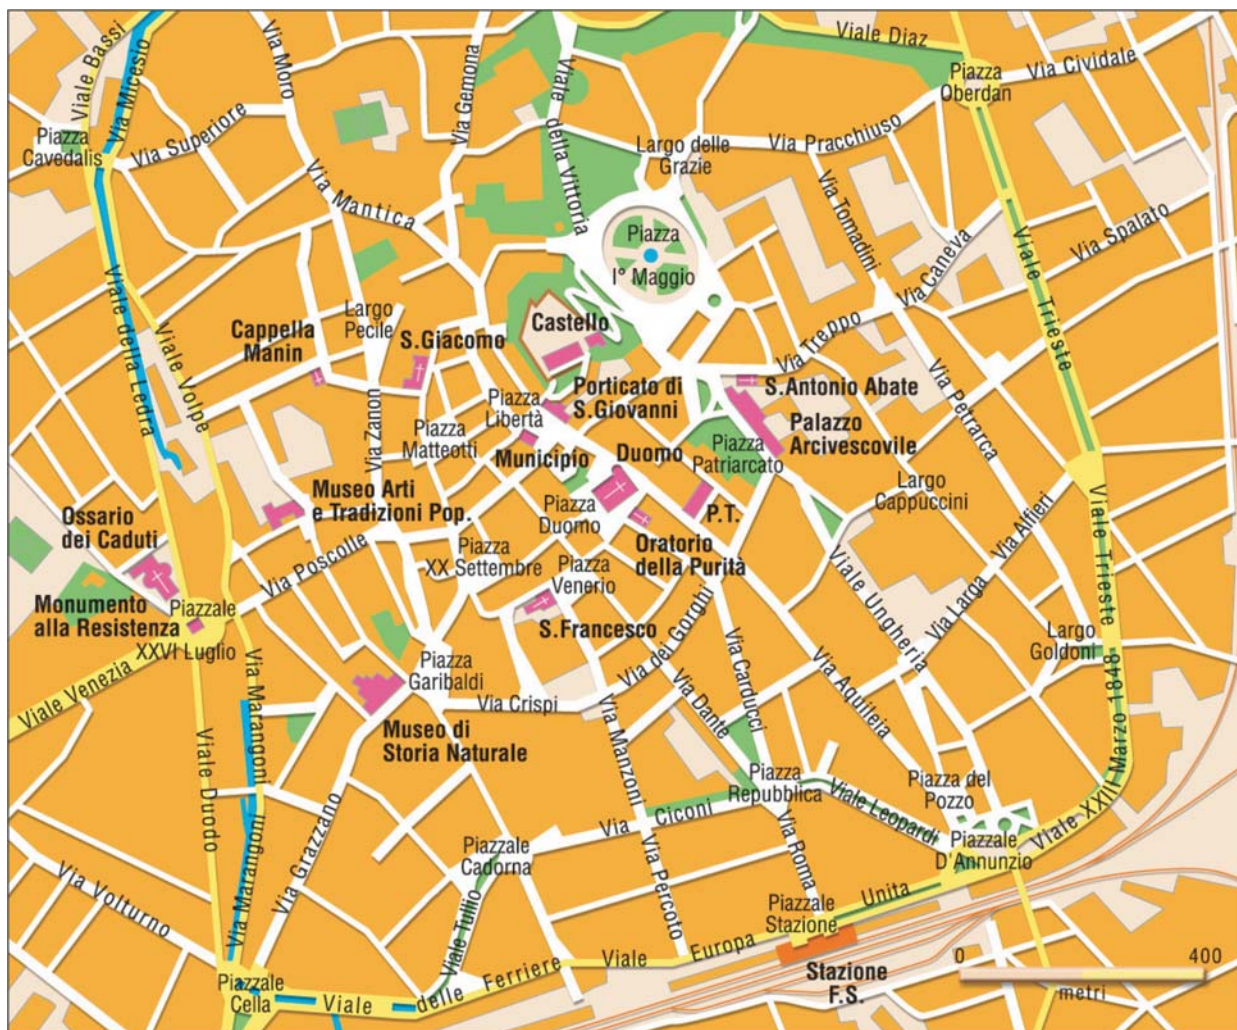 Viale Bassi
Via Micesio
Via Moro
Via Gemona
Viale della Vittoria
Viale Diaz
Piazza
Oberdan
Via Cividale
Piazza
Cavedalis
Via Superiore
Via Mantica
Largo delle
Grazie
Via Pracchiuso
Via Tomadini
Via Caneva
Via Spalato
Viale Trieste
Piazza
I° Maggio
Viale della Ledra
Viale Volpe
Largo
Pecile
Cappella
Manin
S.Giacomo
Castello
Via Treppo
Piazza
Libertà
Porticato di
S.Giovanni
S.Antonio Abate
Palazzo
Arcivescovile
Via Petrarca
Via Zanon
Piazza
Matteotti
Municipio
Duomo
Piazza
Patriarcato
Largo
Cappuccini
Ossario
dei Caduti
Museo Arti
e Tradizioni Pop.
Piazza
Duomo
P.T.
Via Alfieri
Viale Trieste
Via Poscolle
Piazza
XX Settembre
Piazza
Venerio
Oratorio
della Purità
Monumento
alla Resistenza
Piazzale
XXVI Luglio
S.Francesco
Via dei Gorghi
Viale Ungheria
Via Larga
Largo
Goldoni
Viale Venezia
Via Marangoni
Piazza
Garibaldi
Via Crispi
Via Dante
Via Carducci
Via Aquileia
Museo di
Storia Naturale
Via Manzoni
Viale Duodo
Piazza
Repubblica
Viale Leopardi
Piazza del
Pozzo
Viale XXIII Marzo 1848
Via Ciconi
Piazzale
Cadorna
Via Grazzano
Via Marangoni
Via Percoto
Via Roma
Piazzale
D'Annunzio
Via Volturno
Viale Tullio
Piazzale
Stazione
Viale Europa Unita
Piazzale
Cella
Viale delle Ferriere
Stazione
F.S.
0 400
metri